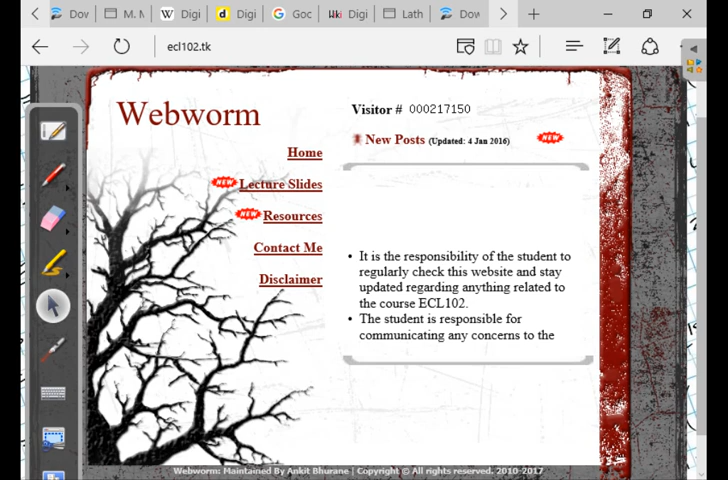 Dov
M. M
Digi
Digi
Goc
Wiki Digi
Lath
Dow
ecl102.tk
Webworm
Visitor # 000217150
New Posts (Updated: 4 Jan 2016) NEW
Home
NEW Lecture Slides
NEW Resources
Contact Me
Disclaimer
• It is the responsibility of the student to
regularly check this website and stay
updated regarding anything related to
the course ECL102.
• The student is responsible for
communicating any concerns to the
Webworm: Maintained By Ankit Bhurane | Copyright © All rights reserved. 2010-2017